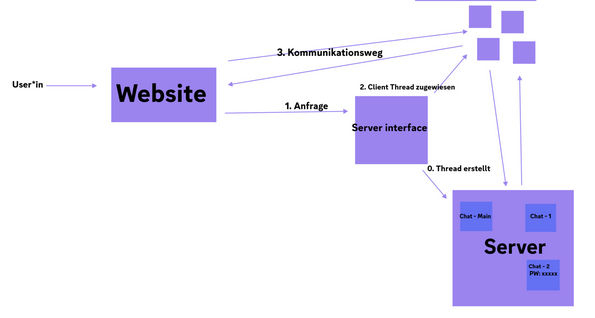 3. Kommunikationsweg
User*in
Website
2. Client Thread zugewiesen
1. Anfrage
Server interface
0. Thread erstellt
Chat - Main
Chat - 1
Server
Chat - 2
PW: xxxxx